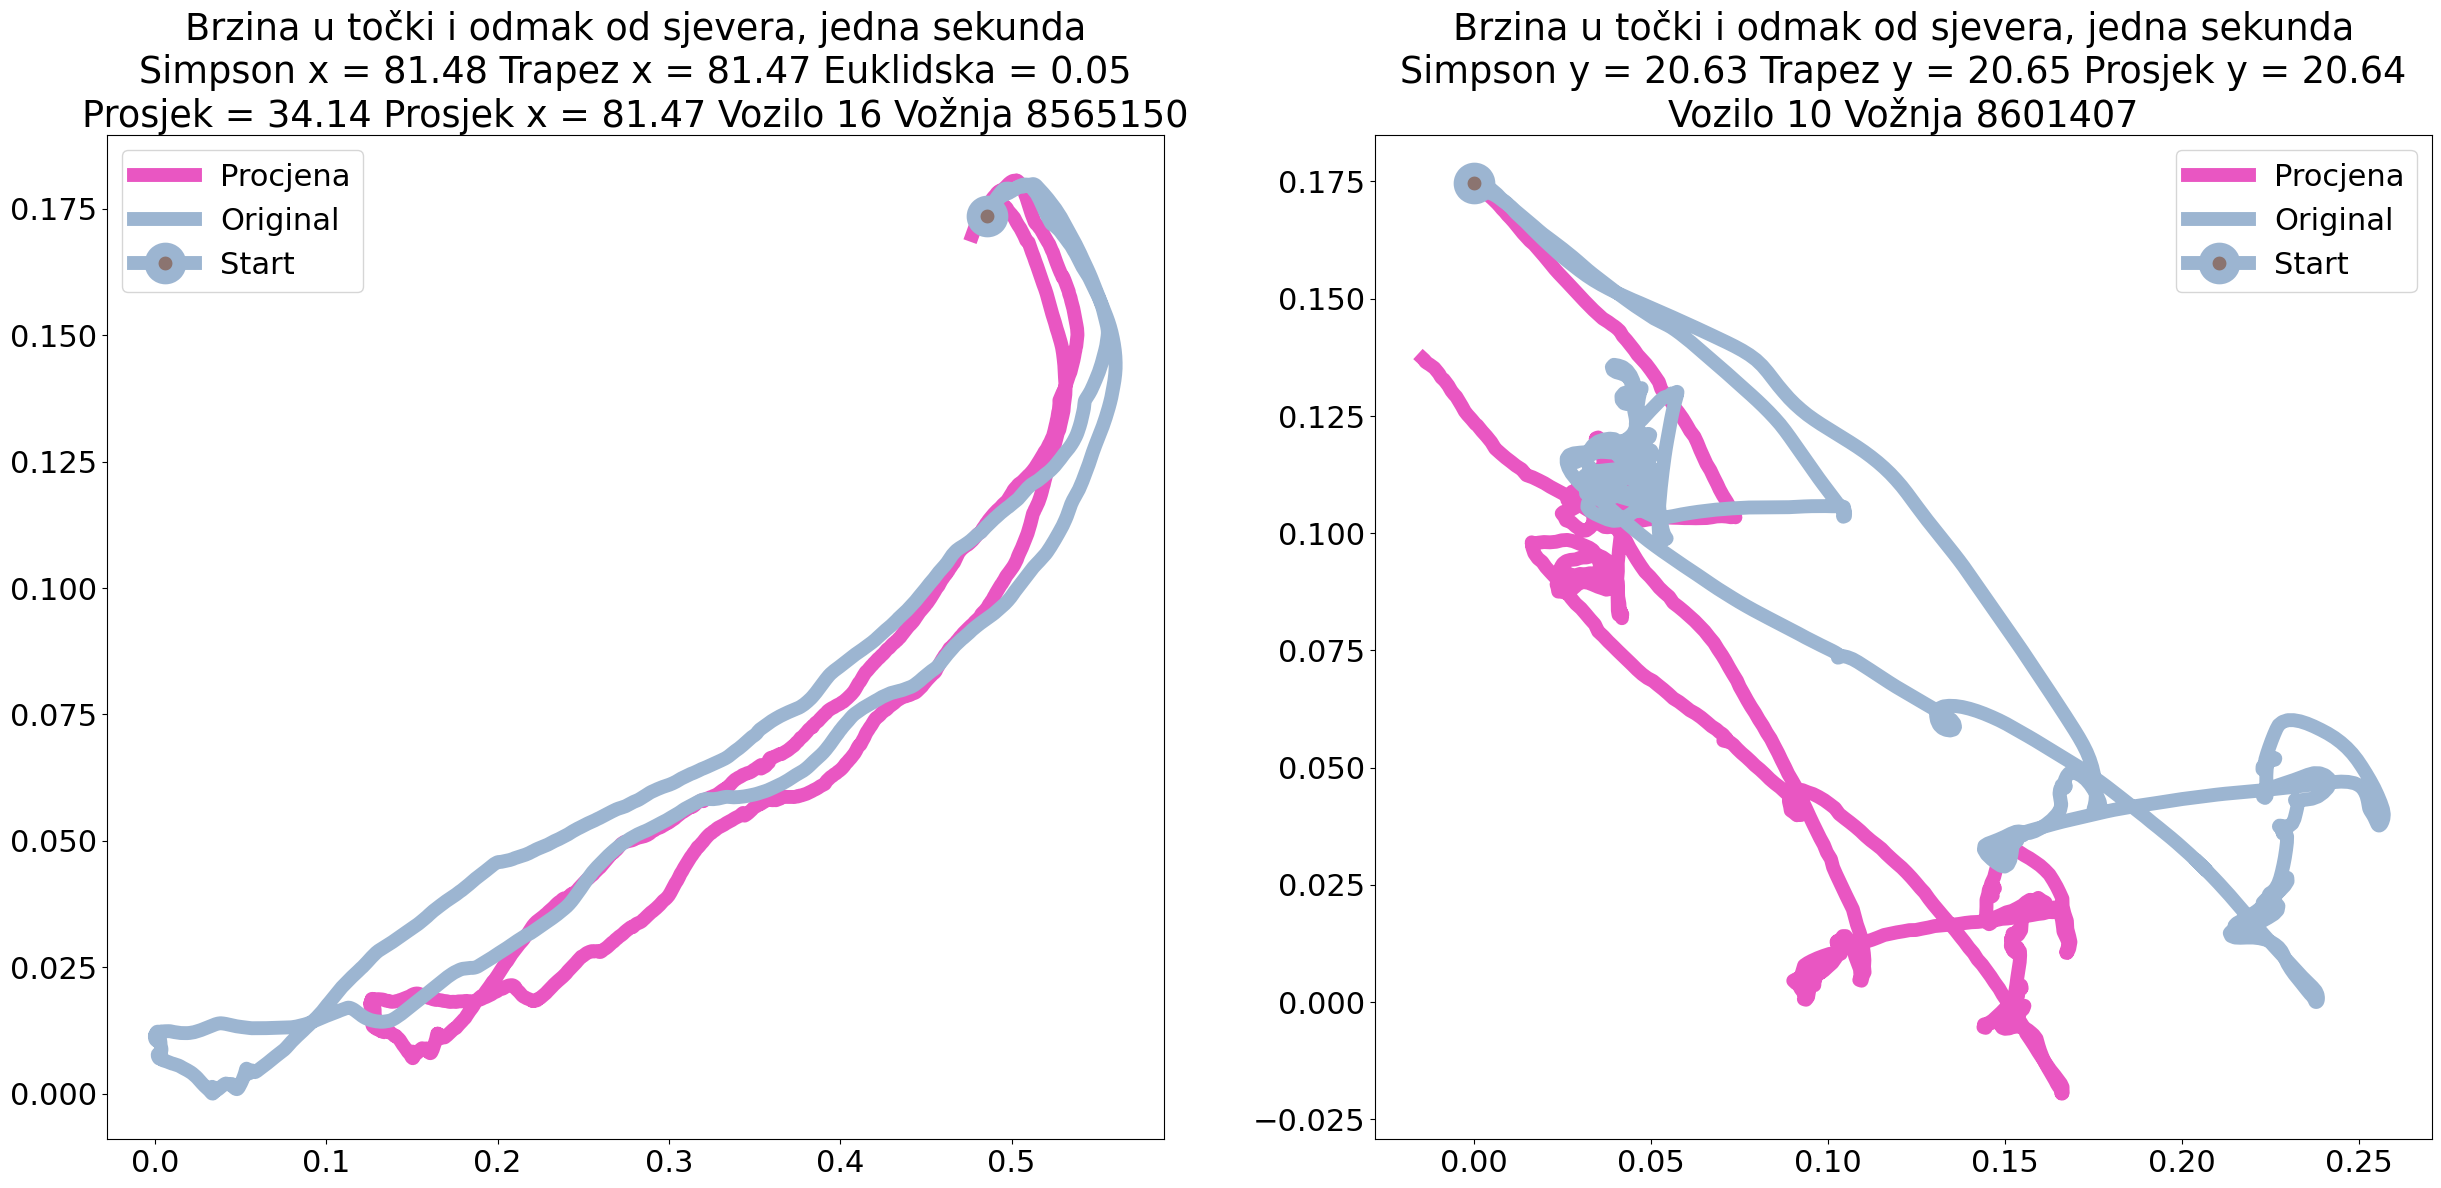 Brzina u točki i odmak od sjevera, jedna sekunda
Simpson x = 81.48 Trapez x = 81.47 Euklidska = 0.05
Prosjek = 34.14 Prosjek x = 81.47 Vozilo 16 Vožnja 8565150
Procjena
Original
Start
0.175
0.150
0.125
0.100
0.075
0.050
0.025
0.000
0.0 0.1 0.2 0.3 0.4 0.5
Brzina u točki i odmak od sjevera, jedna sekunda
Simpson y = 20.63 Trapez y = 20.65 Prosjek y = 20.64
Vozilo 10 Vožnja 8601407
Procjena
Original
Start
0.175
0.150
0.125
0.100
0.075
0.050
0.025
0.000
−0.025
0.00 0.05 0.10 0.15 0.20 0.25